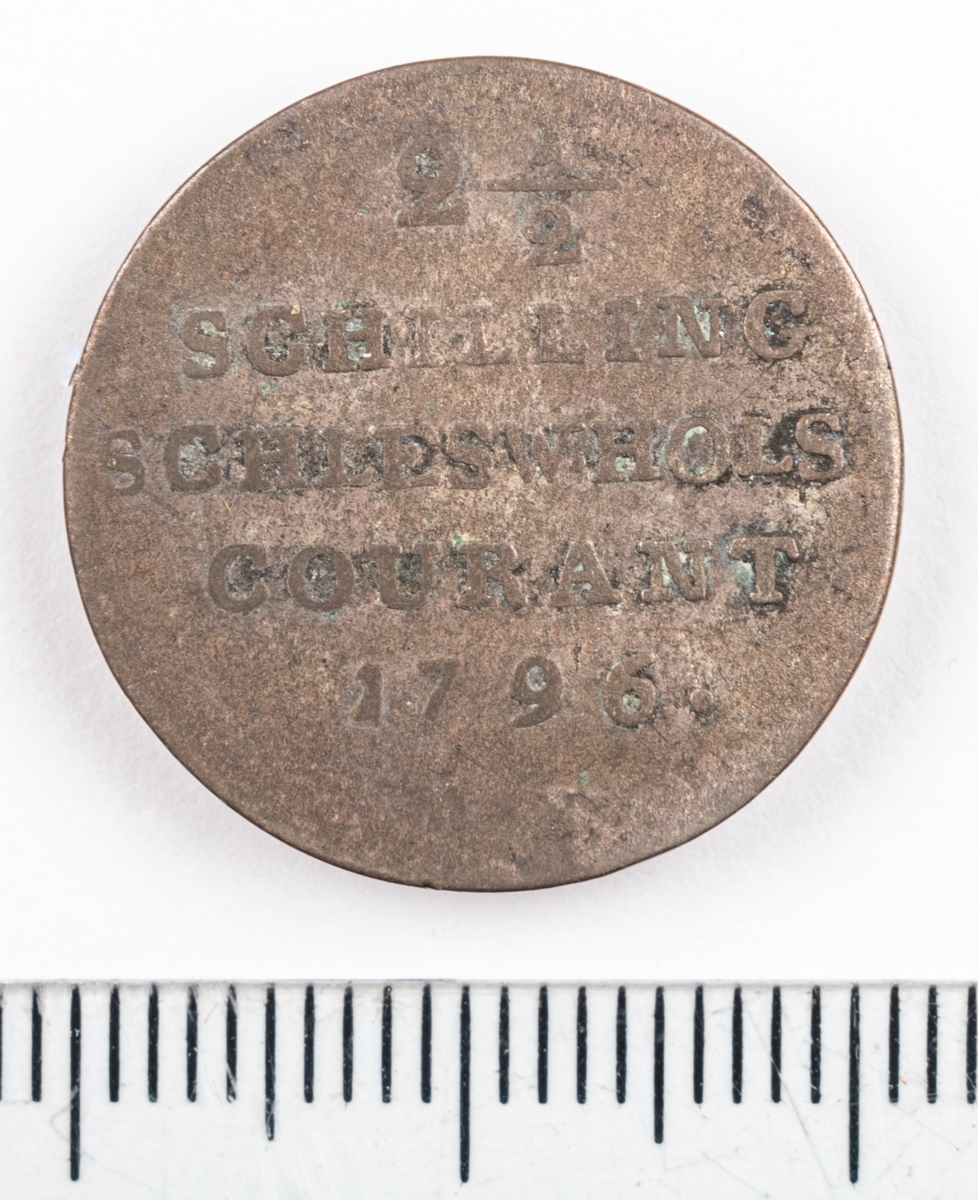 2 1/2
SCHILLING
SCHLESWHOLS
COURANT
1796.